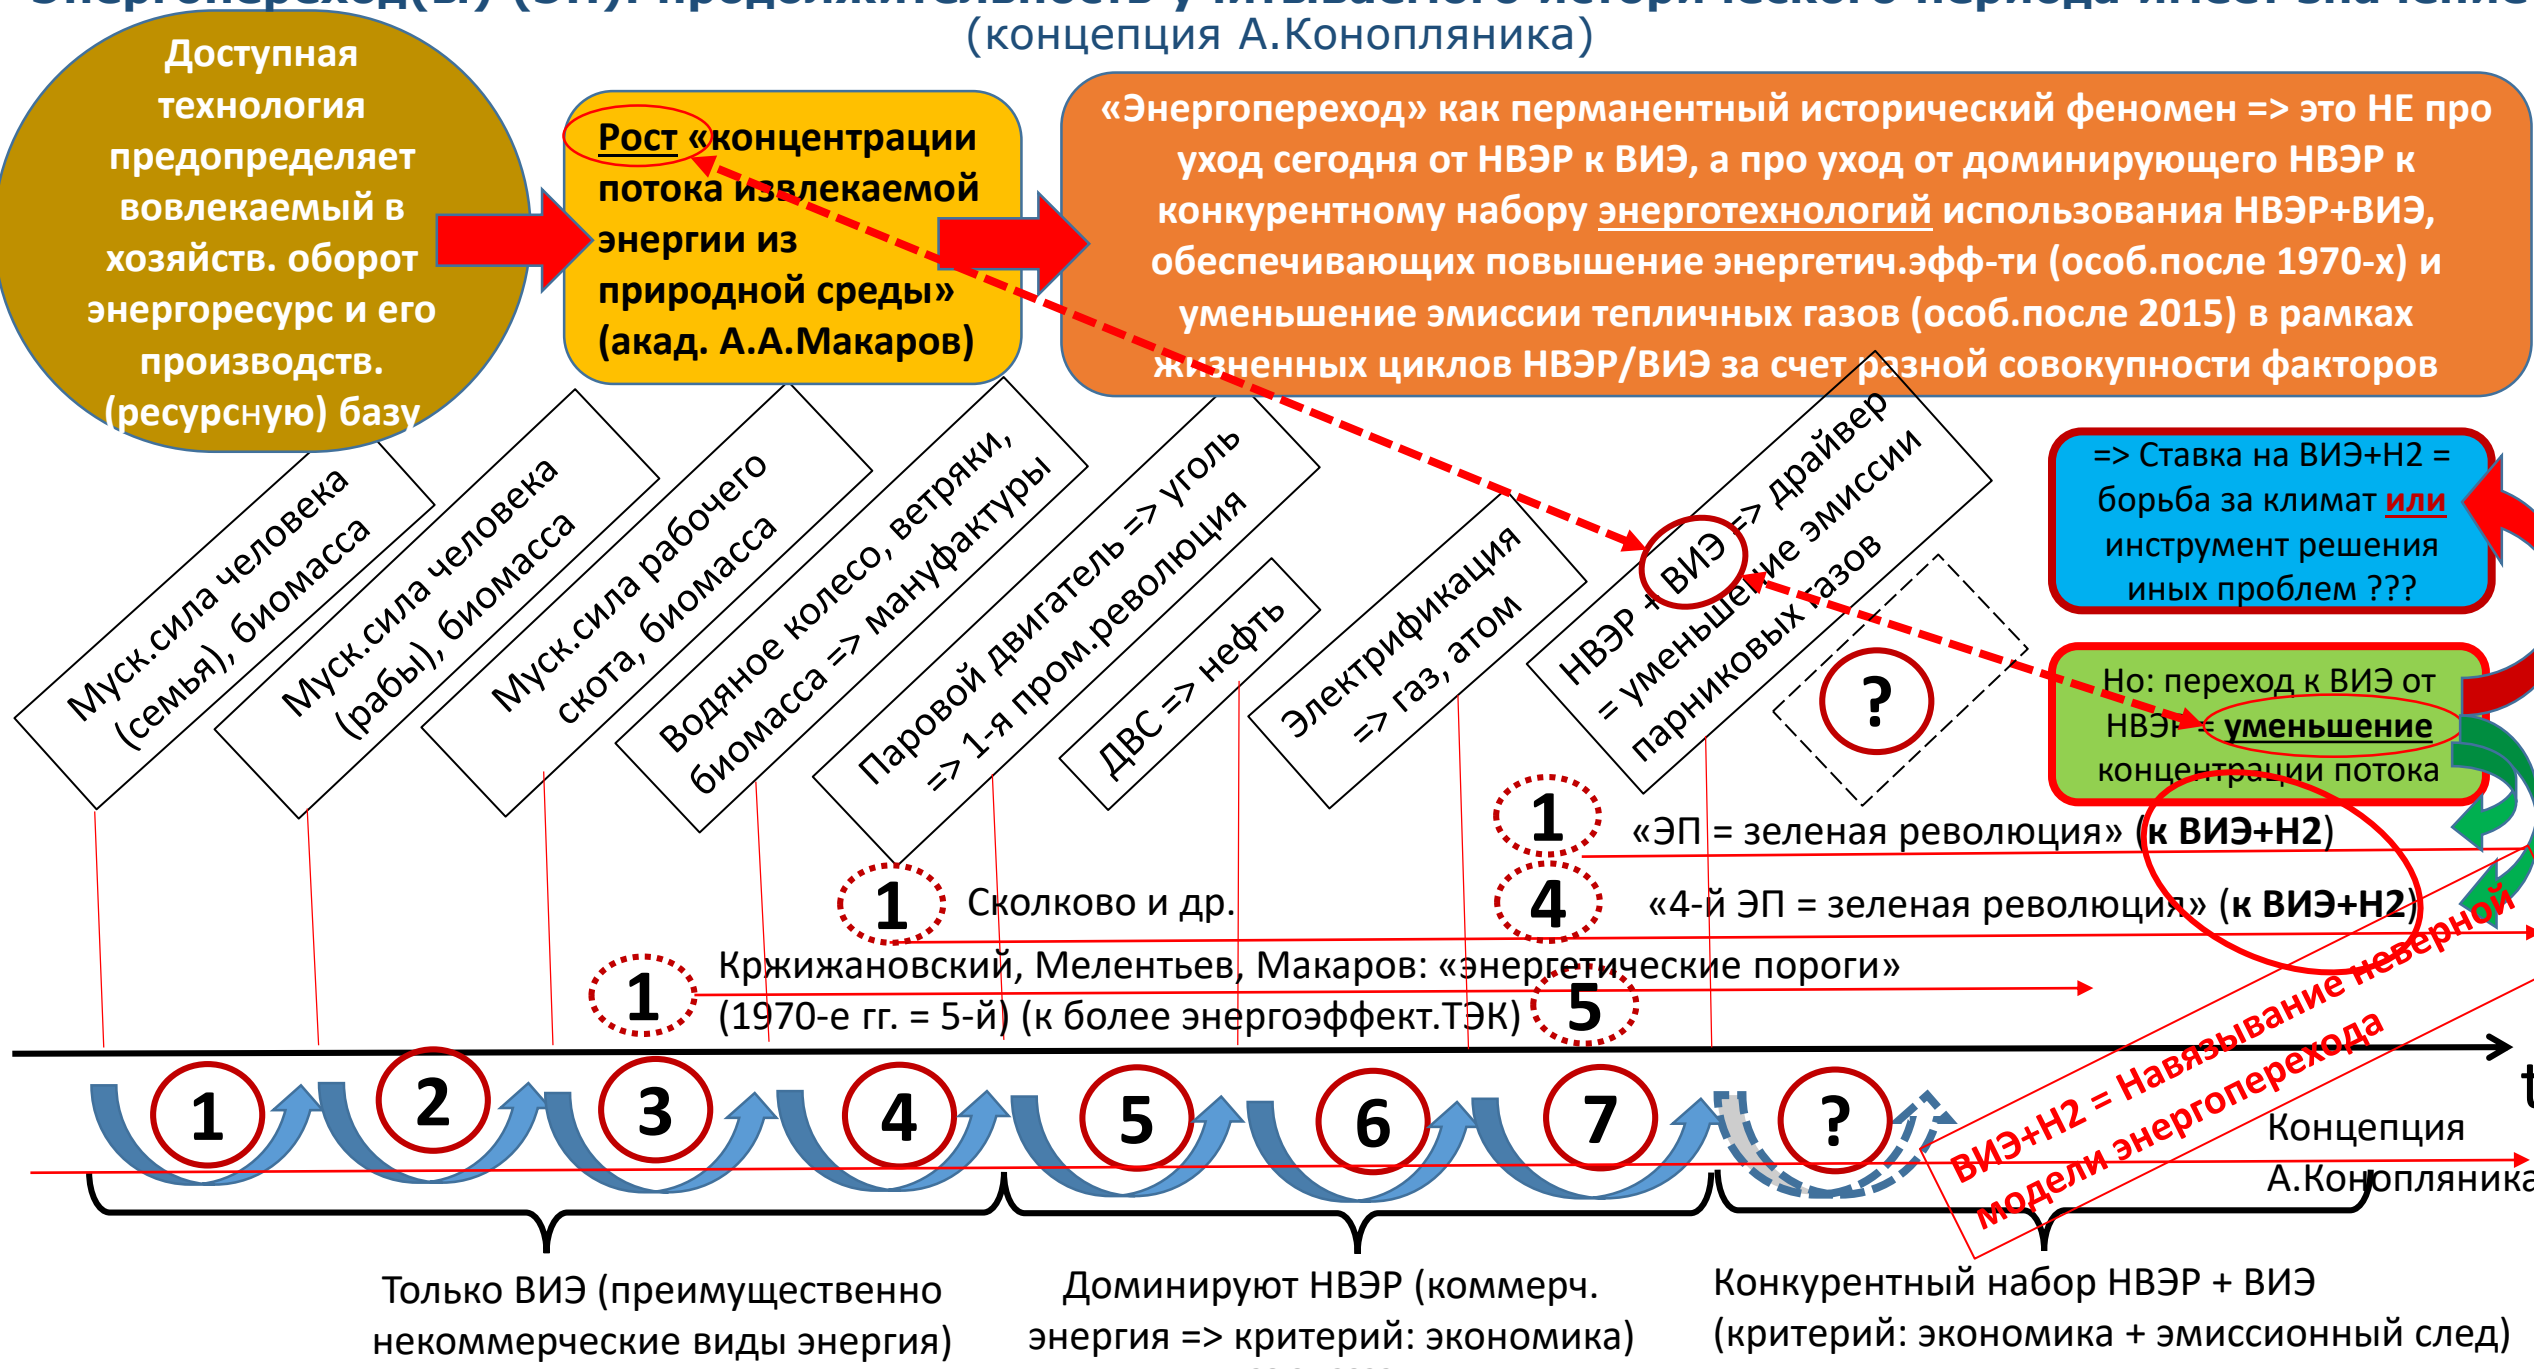 Энергопереход(ы) (ЭП): продолжительность учитываемого исторического периода имеет значение
(концепция А.Конопляника)
Доступная
технология
предопределяет
вовлекаемый в
хозяйств. оборот
энергоресурс и его
производств.
(ресурсную) базу
Рост «концентрации
потока извлекаемой
энергии из
природной среды»
(акад. А.А.Макаров)
«Энергопереход» как перманентный исторический феномен => это НЕ про
уход сегодня от НВЭР к ВИЭ, а про уход от доминирующего НВЭР к
конкурентному набору энерготехнологий использования НВЭР+ВИЭ,
обеспечивающих повышение энергетич.эфф-ти (особ.после 1970-х) и
уменьшение эмиссии тепличных газов (особ.после 2015) в рамках
жизненных циклов НВЭР/ВИЭ за счет разной совокупности факторов
Муск.сила человека
(семья), биомасса
Муск.сила человека
(рабы), биомасса
Муск.сила рабочего
скота, биомасса
Водяное колесо, ветряки,
биомасса => мануфактуры
Паровой двигатель => уголь
=> 1-я пром.революция
ДВС => нефть
Электрификация
=> газ, атом
НВЭР + ВИЭ => драйвер
= уменьшение эмиссии
парниковых газов
?
=> Ставка на ВИЭ+Н2 =
борьба за климат или
инструмент решения
иных проблем ???
Но: переход к ВИЭ от
НВЭР = уменьшение
концентрации потока
1
«ЭП = зеленая революция» (к ВИЭ+Н2)
1
Сколково и др.
4
«4-й ЭП = зеленая революция» (к ВИЭ+Н2)
1
Кржижановский, Мелентьев, Макаров: «энергетические пороги»
(1970-е гг. = 5-й) (к более энергоэффект.ТЭК)
5
ВИЭ+Н2 = Навязывание неверной
модели энергоперехода
t
1
2
3
4
5
6
7
?
Концепция
А.Конопляника
Только ВИЭ (преимущественно
некоммерческие виды энергия)
Доминируют НВЭР (коммерч.
энергия => критерий: экономика)
Конкурентный набор НВЭР + ВИЭ
(критерий: экономика + эмиссионный след)